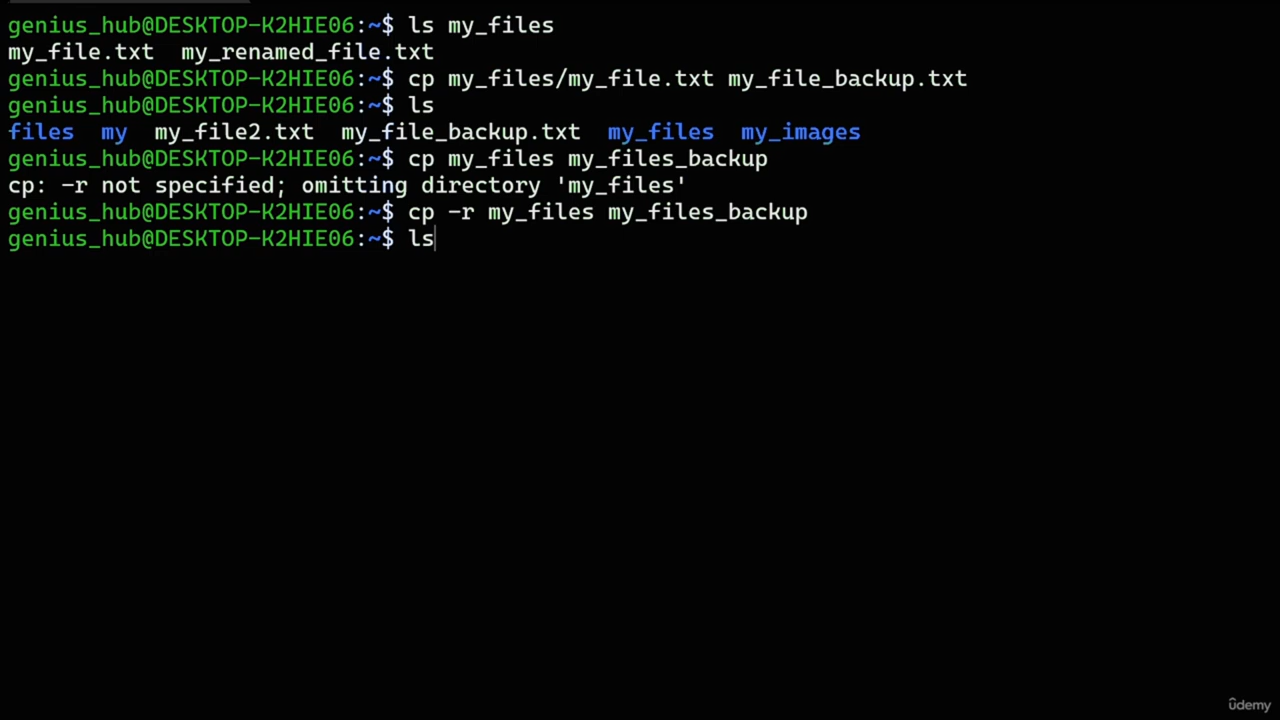 genius_hub@DESKTOP-K2HIE06:~$ ls my_files
my_file.txt  my_renamed_file.txt
genius_hub@DESKTOP-K2HIE06:~$ cp my_files/my_file.txt my_file_backup.txt
genius_hub@DESKTOP-K2HIE06:~$ ls
files  my  my_file2.txt  my_file_backup.txt  my_files  my_images
genius_hub@DESKTOP-K2HIE06:~$ cp my_files my_files_backup
cp: -r not specified; omitting directory 'my_files'
genius_hub@DESKTOP-K2HIE06:~$ cp -r my_files my_files_backup
genius_hub@DESKTOP-K2HIE06:~$ ls
ûdemy